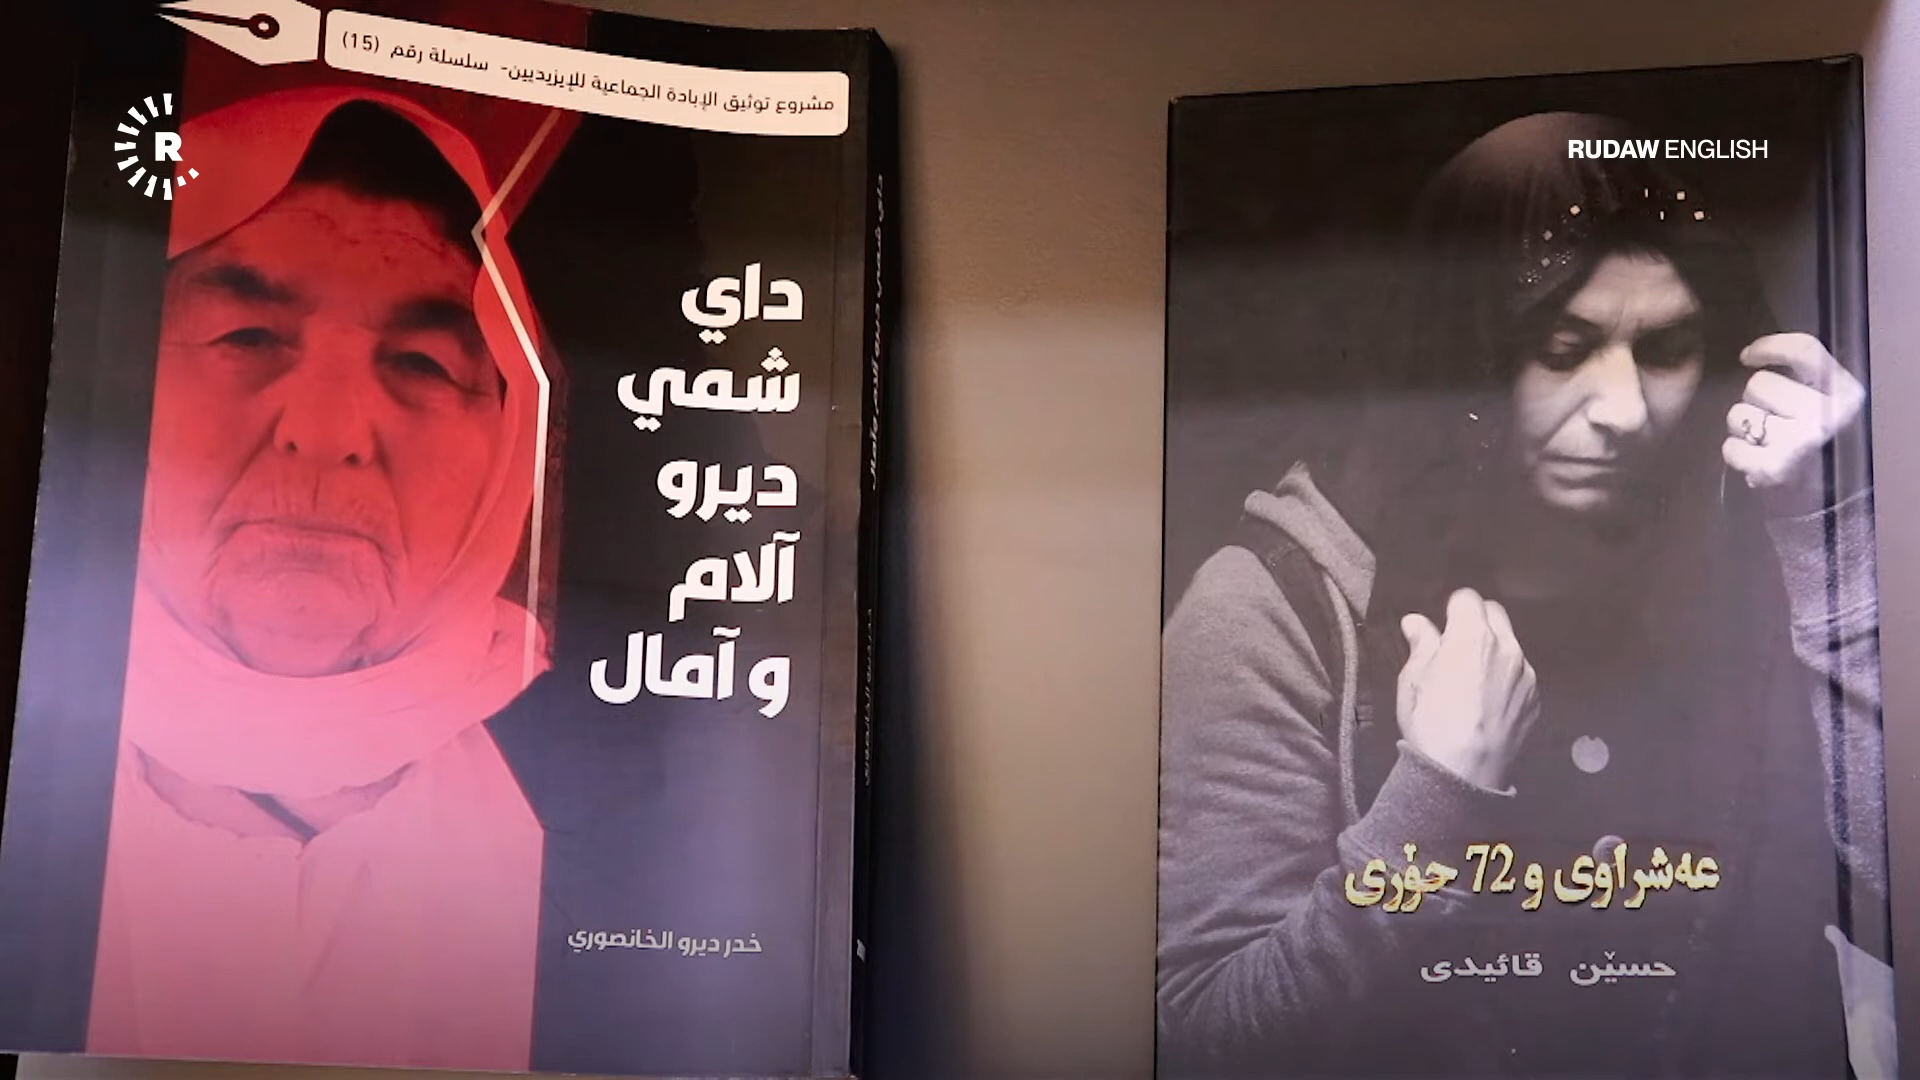 مشروع توثيق الإبادة الجماعية للإيزيديين- سلسلة رقم (15)
R
داي
شمي
ديرو
آلام
و آمال
خدر ديرو الخانصوري
RUDAW ENGLISH
عەشراوی و 72 حۆری
حسێن قائیدی